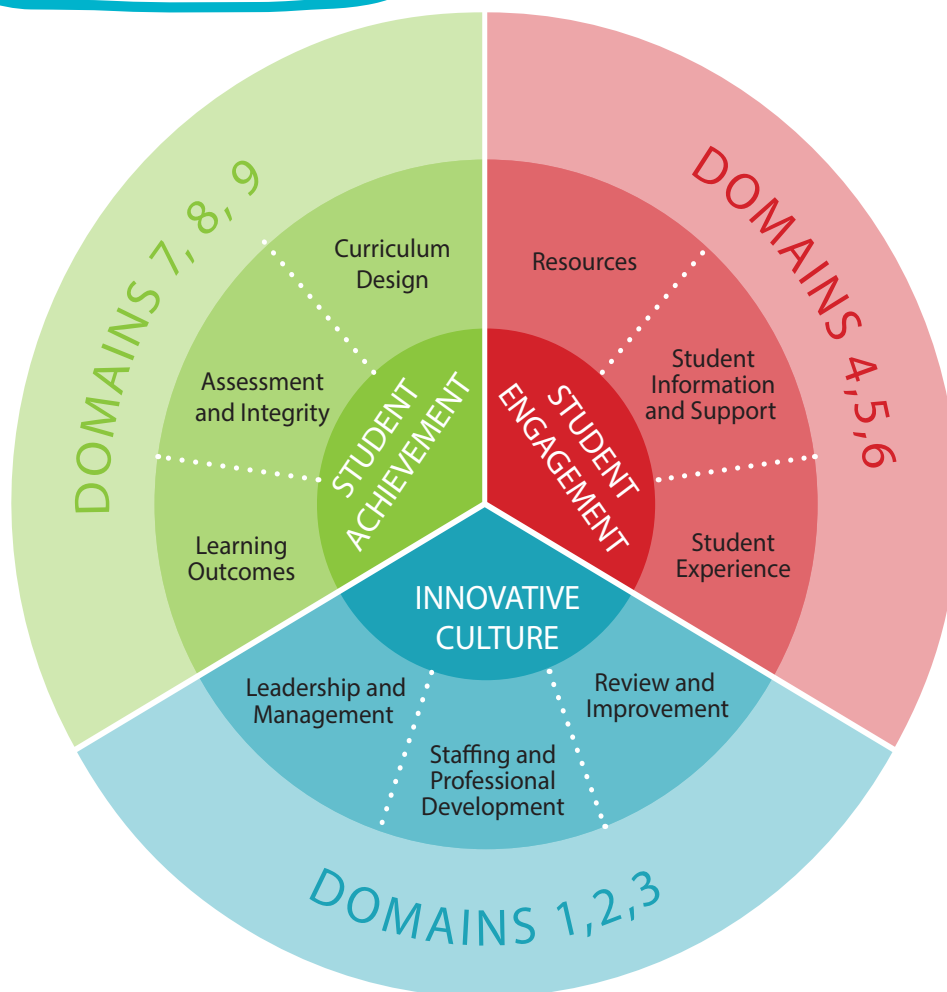 DOMAINS 7, 8, 9
Curriculum
Design
Assessment
and Integrity
Learning
Outcomes
STUDENT
ACHIEVEMENT
DOMAINS 4,5,6
Resources
Student
Information
and Support
Student
Experience
STUDENT
ENGAGEMENT
INNOVATIVE
CULTURE
Leadership and
Management
Staffing and
Professional
Development
Review and
Improvement
DOMAINS 1,2,3